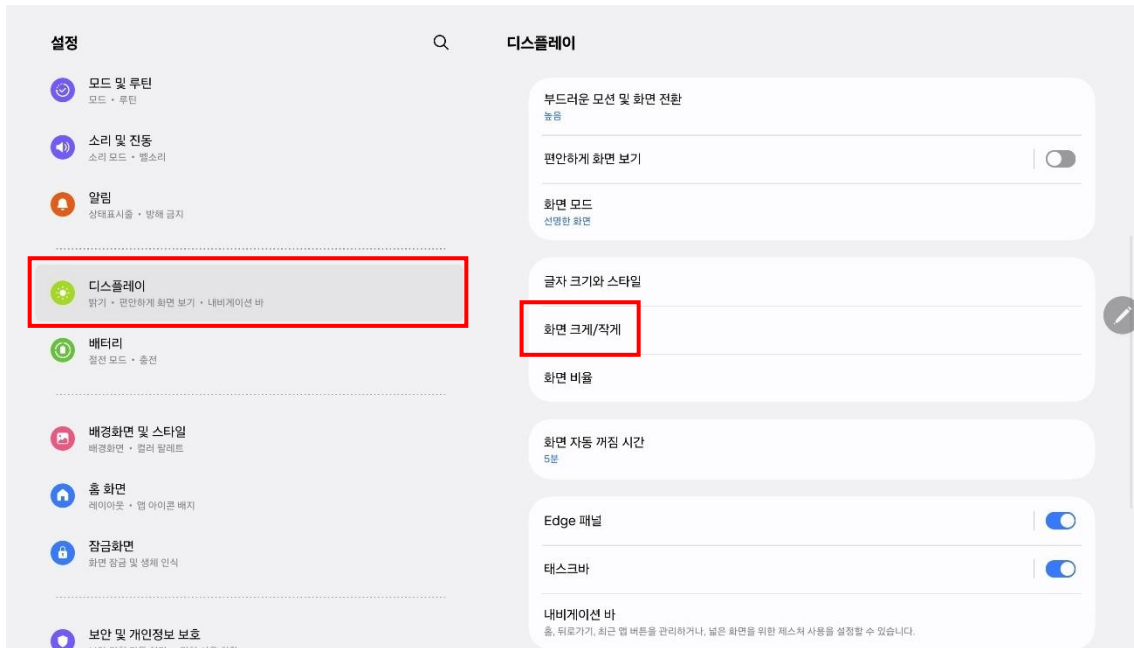 설정
모드 및 루틴
모드 • 루틴
소리 및 진동
소리 모드 • 벨소리
알림
상태표시줄 • 방해 금지
디스플레이
밝기 • 편안하게 화면 보기 • 내비게이션 바
배터리
절전 모드 • 충전
배경화면 및 스타일
배경화면 • 컬러 팔레트
홈 화면
레이아웃 • 앱 아이콘 배지
잠금화면
화면 잠금 및 생체 인식
보안 및 개인정보 보호
디스플레이
부드러운 모션 및 화면 전환
높음
편안하게 화면 보기
화면 모드
선명한 화면
글자 크기와 스타일
화면 크게/작게
화면 비율
화면 자동 꺼짐 시간
5분
Edge 패널
태스크바
내비게이션 바
홈, 뒤로가기, 최근 앱 버튼을 관리하거나, 넓은 화면을 위한 제스처 사용을 설정할 수 있습니다.